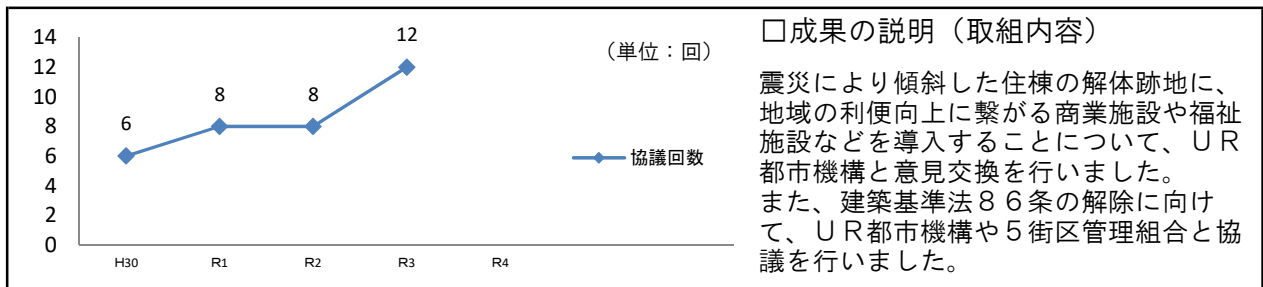 14
12
10
8
6
4
2
0
6
8
8
12
(単位:回)
協議回数
H30 R1 R2 R3 R4
□成果の説明(取組内容)
震災により傾斜した住棟の解体跡地に、
地域の利便向上に繋がる商業施設や福祉
施設などを導入することについて、UR
都市機構と意見交換を行いました。
また、建築基準法86条の解除に向け
て、UR都市機構や5街区管理組合と協
議を行いました。